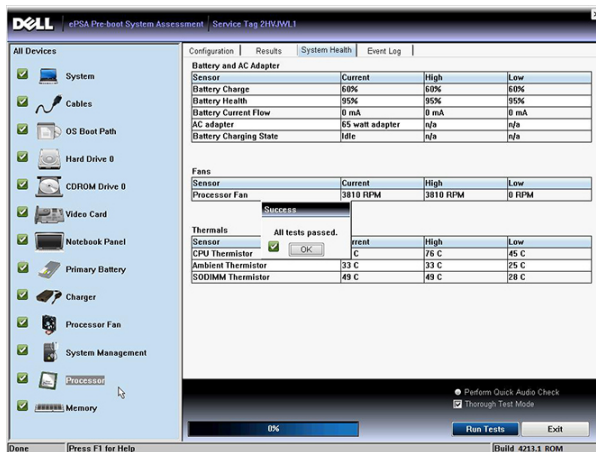 DELL ePSA Pre-boot System Assessment Service Tag 2HVJWL1
All Devices
System
Cables
OS Boot Path
Hard Drive 0
CDROM Drive 0
Video Card
Notebook Panel
Primary Battery
Charger
Processor Fan
System Management
Processor
Memory
Configuration Results System Health Event Log
Battery and AC Adapter
Sensor Current High Low
Battery Charge 60% 60% 60%
Battery Health 95% 95% 95%
Battery Current Flow 0 mA 0 mA 0 mA
AC adapter 65 watt adapter n/a n/a
Battery Charging State Idle n/a n/a
Fans
Sensor Current High Low
Processor Fan 3810 RPM 3810 RPM 0 RPM
Success
All tests passed.
OK
Thermals
Sensor rrent High Low
CPU Thermistor C 76 C 45 C
Ambient Thermistor 33 C 33 C 25 C
SODIMM Thermistor 49 C 49 C 28 C
Perform Quick Audio Check
Thorough Test Mode
0% Run Tests Exit
Done Press F1 for Help Build 4213.1 ROM